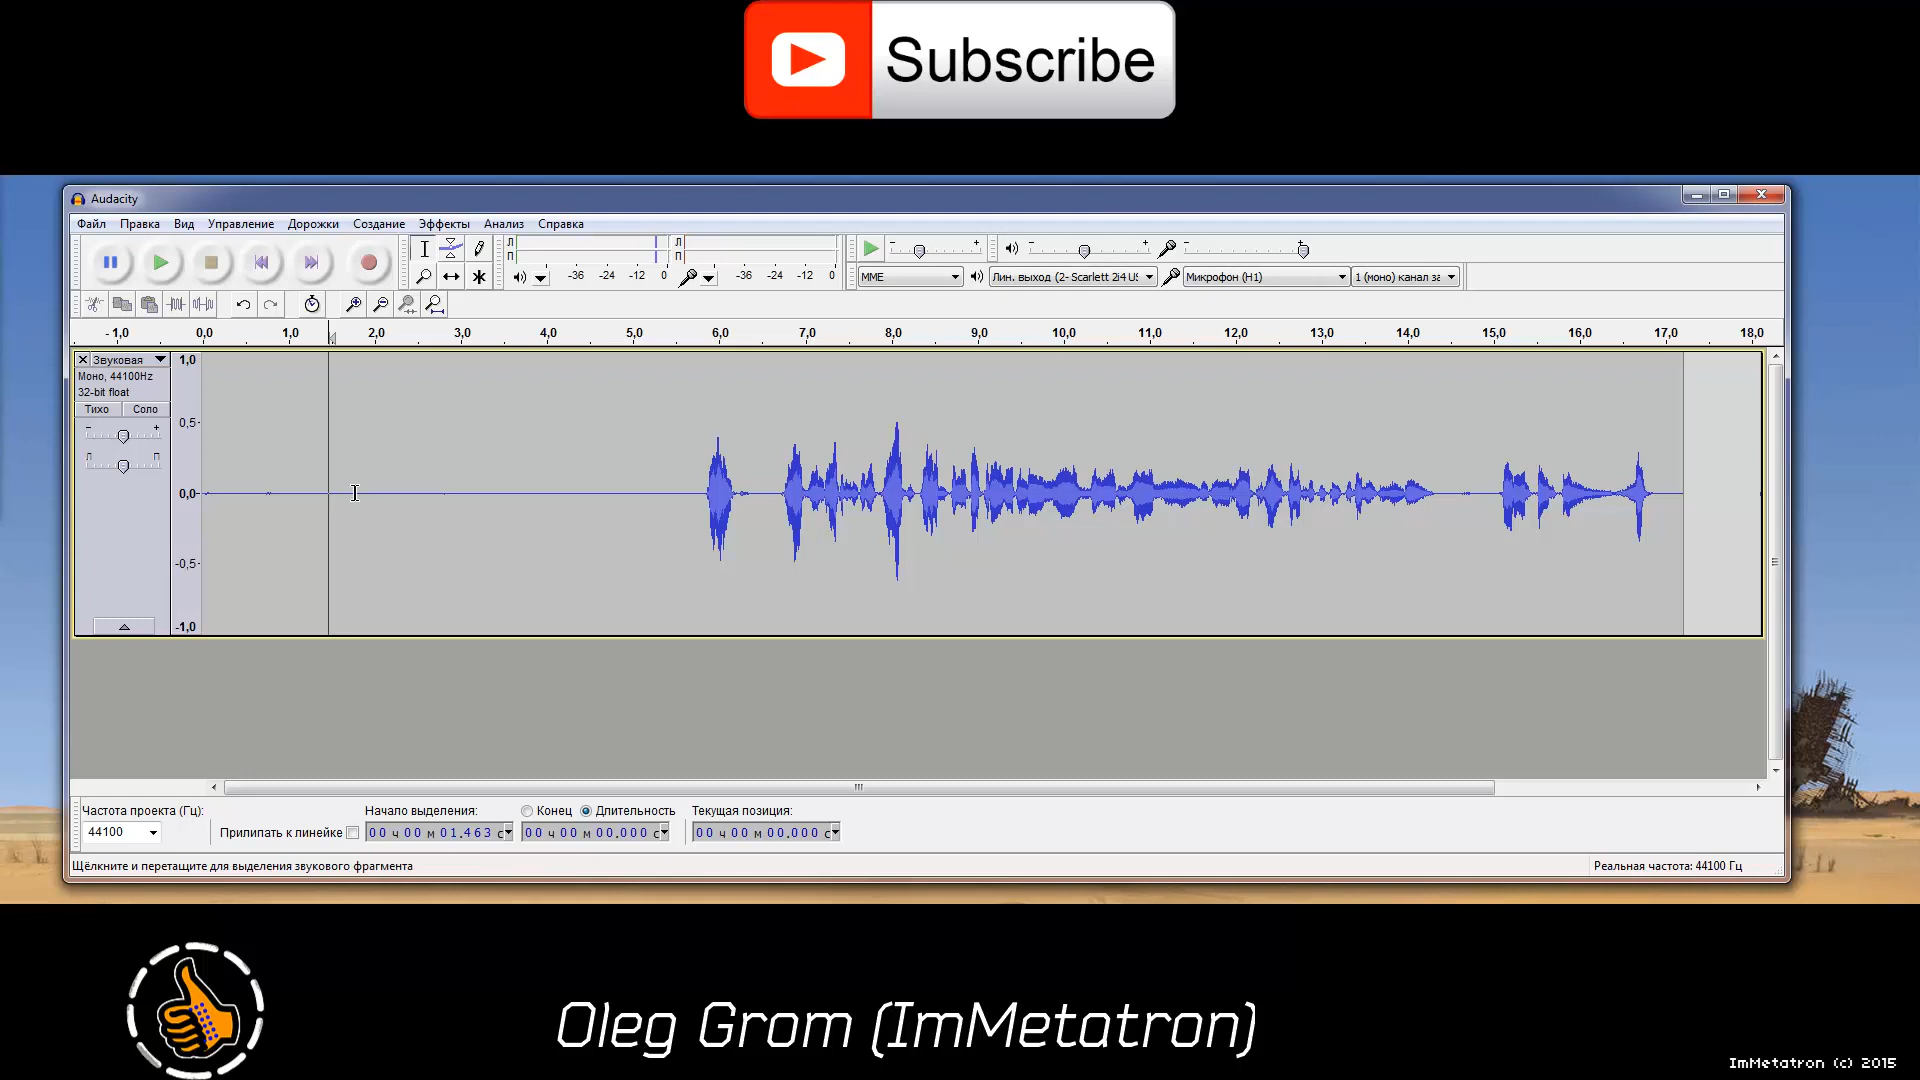 Subscribe
Audacity
Файл Правка Вид Управление Дорожки Создание Эффекты Анализ Справка
Л
П
-36 -24 -12 0
Л
П
-36 -24 -12 0
MME
Лин. выход (2- Scarlett 2i4 US
Микрофон (H1)
1 (моно) канал за
- 1,0 0,0 1,0 2,0 3,0 4,0 5,0 6,0 7,0 8,0 9,0 10,0 11,0 12,0 13,0 14,0 15,0 16,0 17,0 18,0
Звуковая
Моно, 44100Hz
32-bit float
Тихо Соло
- +
Л П
1,0
0,5-
0,0-
-0,5-
-1,0
Частота проекта (Гц): Начало выделения: Конец Длительность Текущая позиция:
44100 Прилипать к линейке 00 ч 00 м 01.463 с 00 ч 00 м 00.000 с 00 ч 00 м 00.000 с
Щёлкните и перетащите для выделения звукового фрагмента Реальная частота: 44100 Гц
Oleg Grom (ImMetatron)
ImMetatron (c) 2015